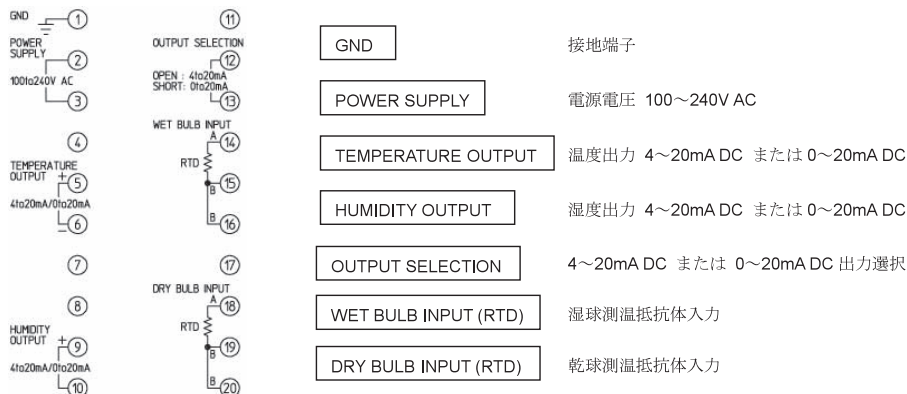 GND
1
POWER
SUPPLY
2
100to240V AC
3
4
TEMPERATURE
OUTPUT
+
5
4to20mA/0to20mA
−
6
7
8
HUMIDITY
OUTPUT
+
9
4to20mA/0to20mA
10
11
OUTPUT SELECTION
12
OPEN : 4to20mA
SHORT: 0to20mA
13
WET BULB INPUT
A
14
RTD
B
15
B
16
17
DRY BULB INPUT
A
18
RTD
B
19
B
20
GND 接地端子
POWER SUPPLY 電源電圧 100～240V AC
TEMPERATURE OUTPUT 温度出力 4～20mA DC または 0～20mA DC
HUMIDITY OUTPUT 湿度出力 4～20mA DC または 0～20mA DC
OUTPUT SELECTION 4～20mA DC または 0～20mA DC 出力選択
WET BULB INPUT (RTD) 湿球測温抵抗体入力
DRY BULB INPUT (RTD) 乾球測温抵抗体入力